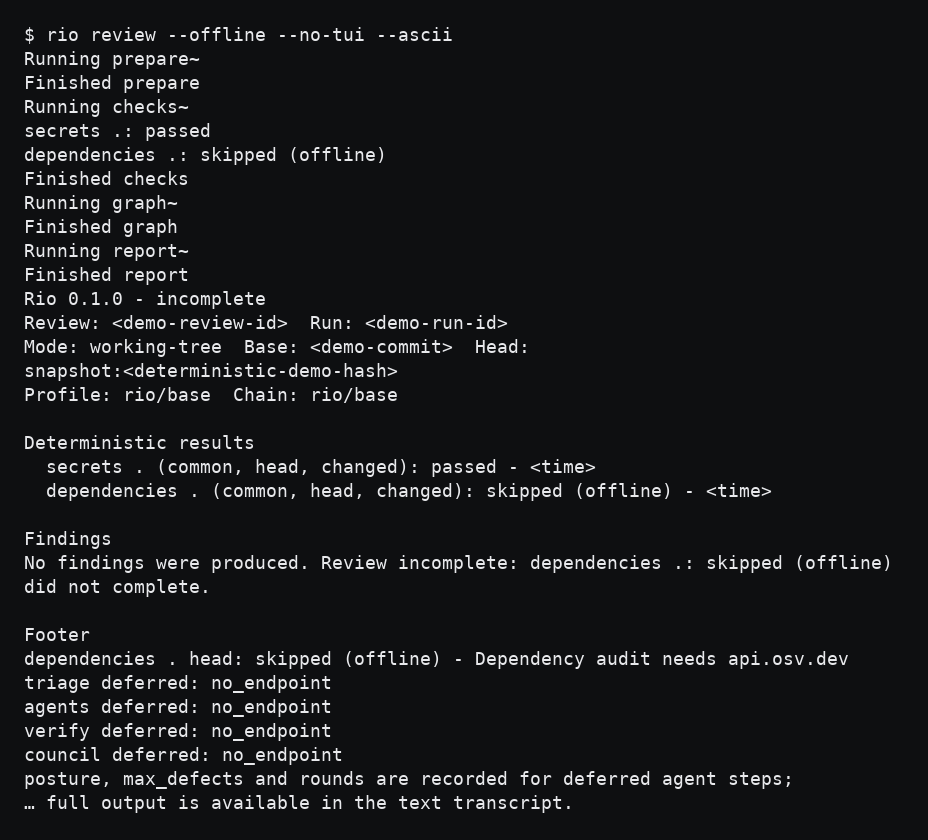 $ rio review --offline --no-tui --ascii
Running prepare~
Finished prepare
Running checks~
secrets .: passed
dependencies .: skipped (offline)
Finished checks
Running graph~
Finished graph
Running report~
Finished report
Rio 0.1.0 - incomplete
Review: <demo-review-id>  Run: <demo-run-id>
Mode: working-tree  Base: <demo-commit>  Head:
snapshot:<deterministic-demo-hash>
Profile: rio/base  Chain: rio/base

Deterministic results
  secrets . (common, head, changed): passed - <time>
  dependencies . (common, head, changed): skipped (offline) - <time>

Findings
No findings were produced. Review incomplete: dependencies .: skipped (offline)
did not complete.

Footer
dependencies . head: skipped (offline) - Dependency audit needs api.osv.dev
triage deferred: no_endpoint
agents deferred: no_endpoint
verify deferred: no_endpoint
council deferred: no_endpoint
posture, max_defects and rounds are recorded for deferred agent steps;
… full output is available in the text transcript.